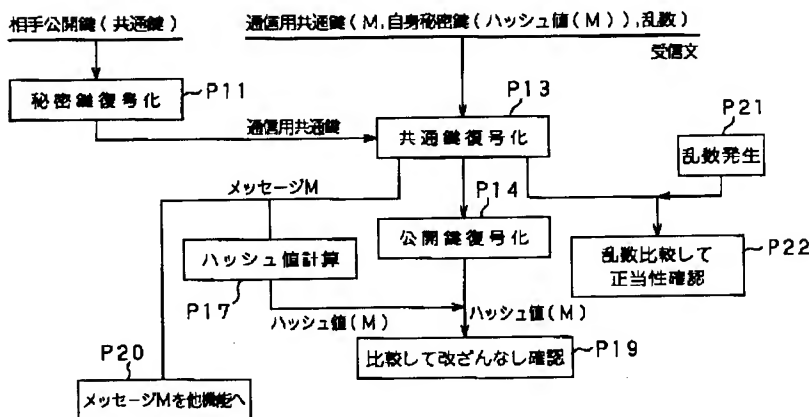 相手公開鍵(共通鍵)
通信用共通鍵(M,自身秘密鍵(ハッシュ値(M)),乱数)
受信文
秘密鍵復号化
P11
通信用共通鍵
P13
共通鍵復号化
P21
乱数発生
メッセージM
P14
公開鍵復号化
ハッシュ値計算
P17
乱数比較して
正当性確認
P22
ハッシュ値(M)
ハッシュ値(M)
P20
メッセージMを他機能へ
比較して改ざんなし確認
P19